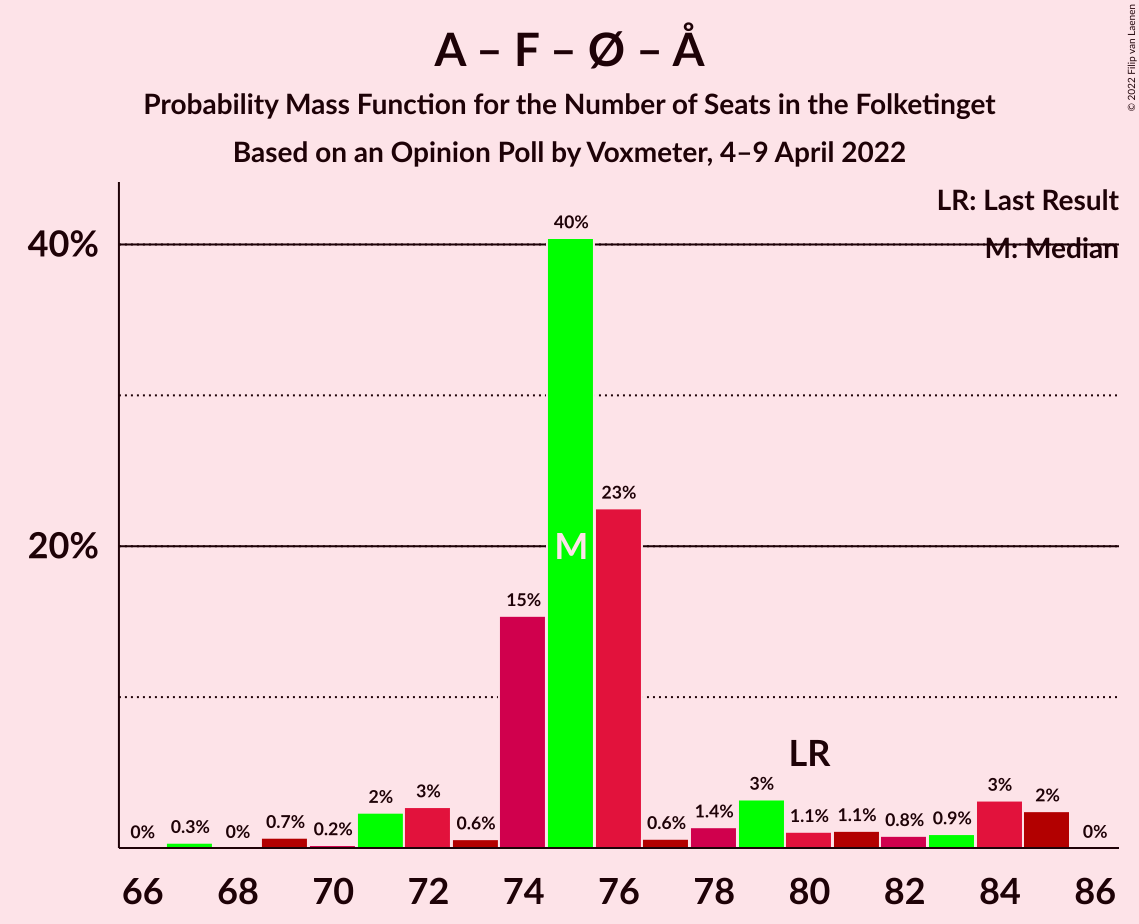 A – F – Ø – Å
Probability Mass Function for the Number of Seats in the Folketinget
Based on an Opinion Poll by Voxmeter, 4–9 April 2022
© 2022 Filip van Laenen
LR: Last Result
M: Median
40%
20%
0%
0.3%
0%
0.7%
0.2%
2%
3%
0.6%
15%
40%
M
23%
0.6%
1.4%
3%
LR
1.1%
1.1%
0.8%
0.9%
3%
2%
0%
66 68 70 72 74 76 78 80 82 84 86